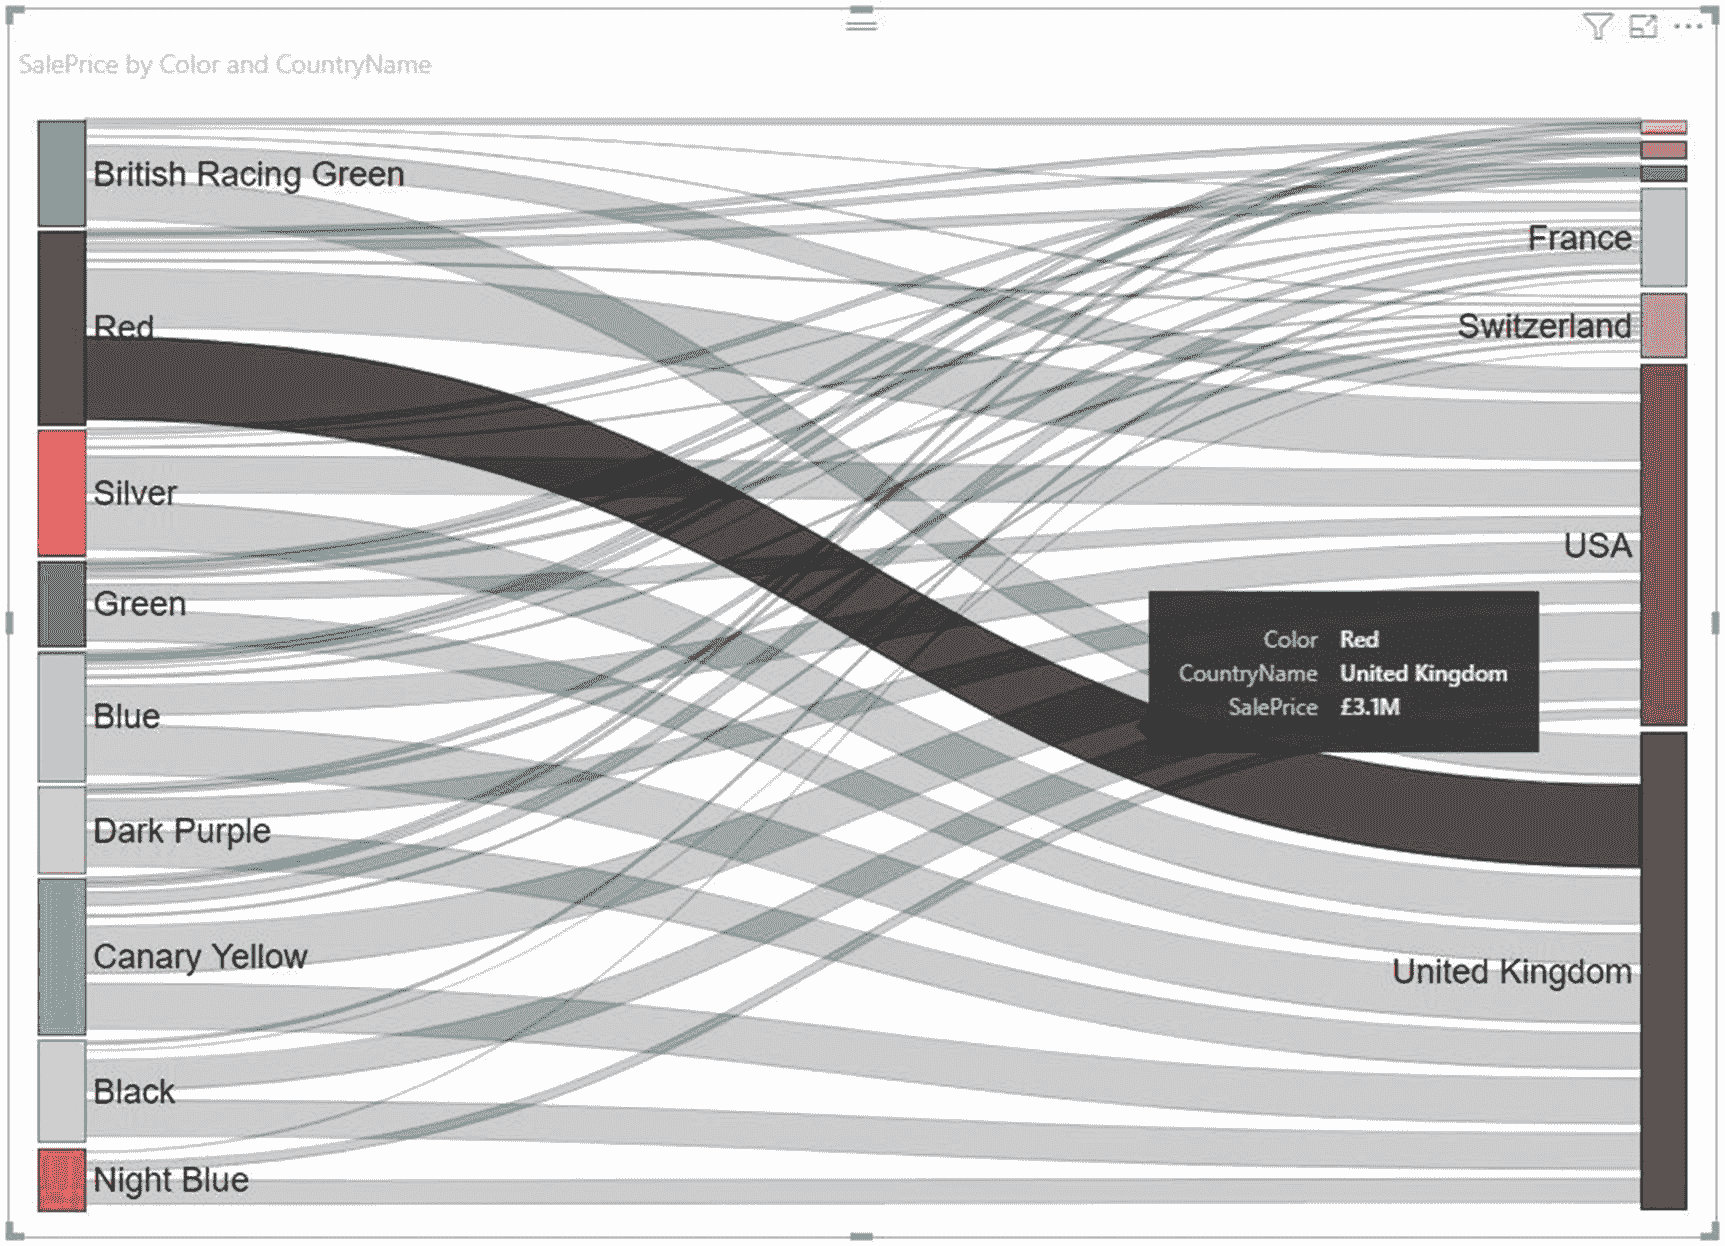 SalePrice by Color and CountryName
British Racing Green
Red
Silver
Green
Blue
Dark Purple
Canary Yellow
Black
Night Blue
France
Switzerland
USA
United Kingdom
Color Red
CountryName United Kingdom
SalePrice £3.1M